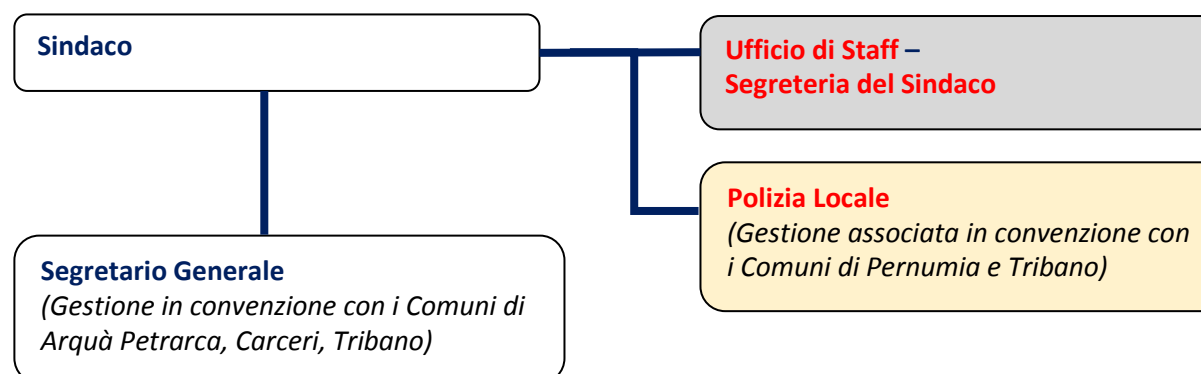 Sindaco
Ufficio di Staff –
Segreteria del Sindaco
Polizia Locale
(Gestione associata in convenzione con
i Comuni di Pernumia e Tribano)
Segretario Generale
(Gestione in convenzione con i Comuni di
Arquà Petrarca, Carceri, Tribano)